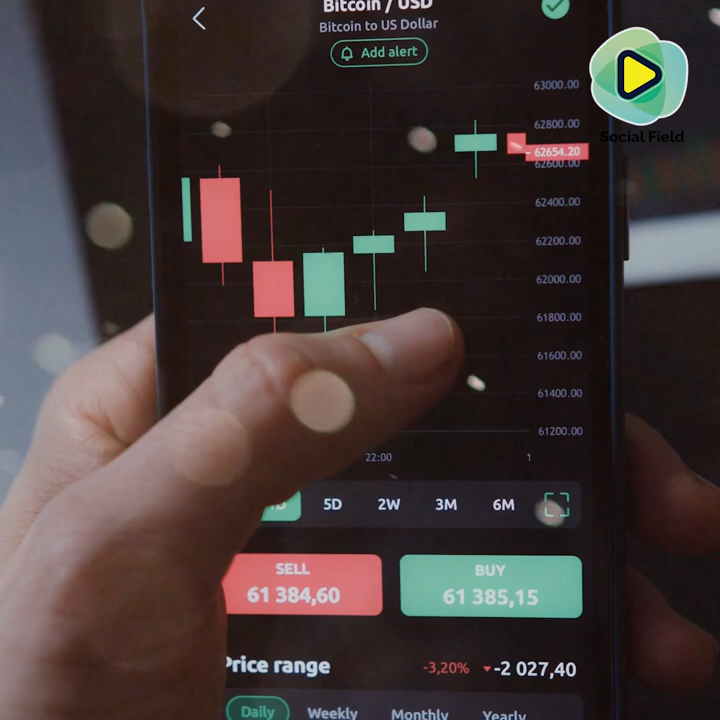 Bitcoin / USD
Bitcoin to US Dollar
Add alert
63000.00
62800.00
62654.20
62600.00
62400.00
62200.00
62000.00
61800.00
61600.00
61400.00
61200.00
22:00
1
5D 2W 3M 6M
SELL
61 384,60
BUY
61 385,15
Price range
-3,20% -2 027,40
Daily Weekly Monthly Yearly
Social Field